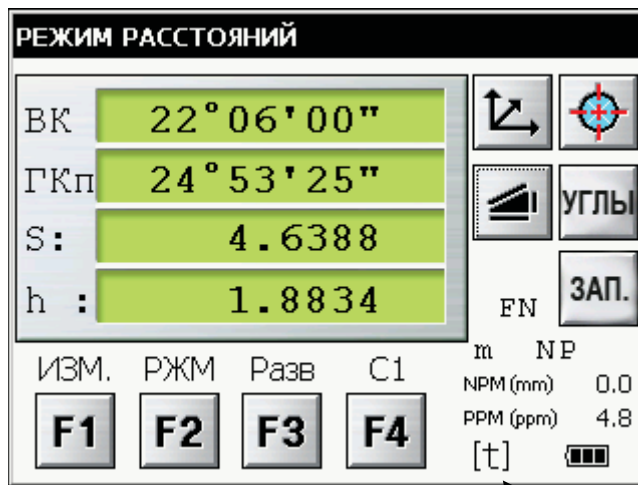 РЕЖИМ РАССТОЯНИЙ
ВК 22°06'00"
ГКп 24°53'25"
S: 4.6388
h : 1.8834
УГЛЫ
ЗАП.
FN
m NP
NPM (mm) 0.0
PPM (ppm) 4.8
[t]
ИЗМ. РЖМ Разв С1
F1 F2 F3 F4